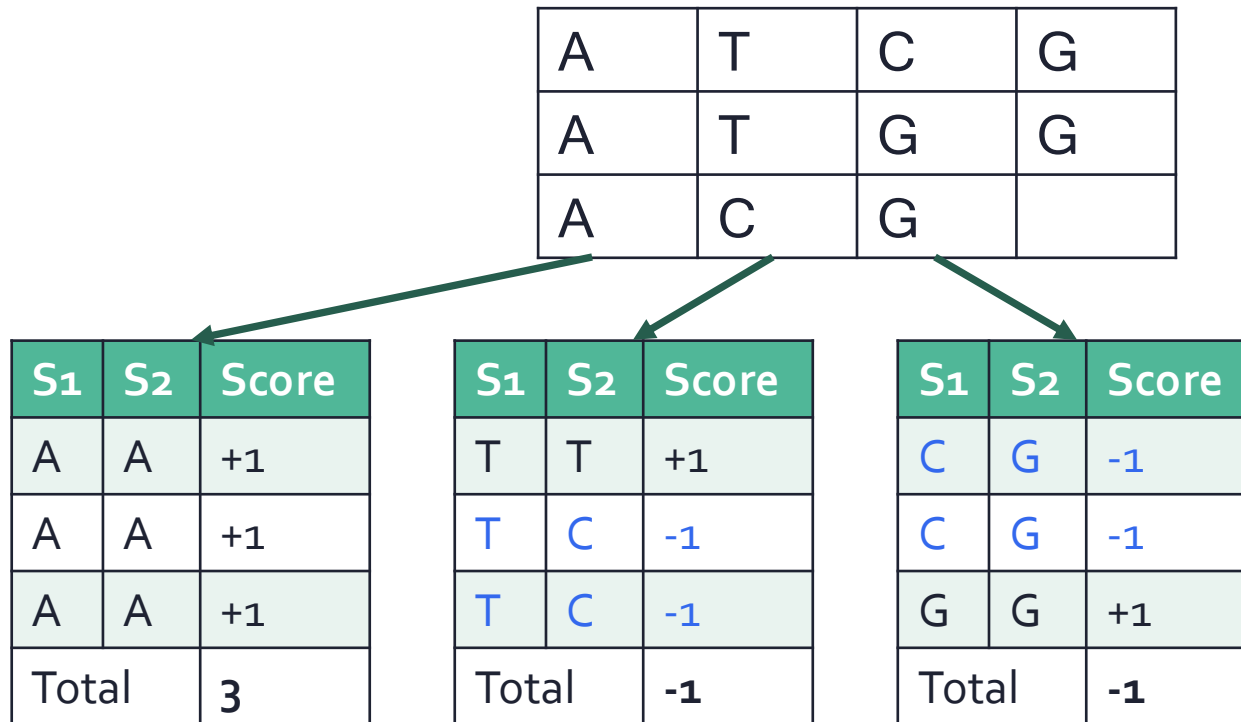 A T C G
A T G G
A C G
S1 S2 Score
A A +1
A A +1
A A +1
Total 3
S1 S2 Score
T T +1
T C -1
T C -1
Total -1
S1 S2 Score
C G -1
C G -1
G G +1
Total -1